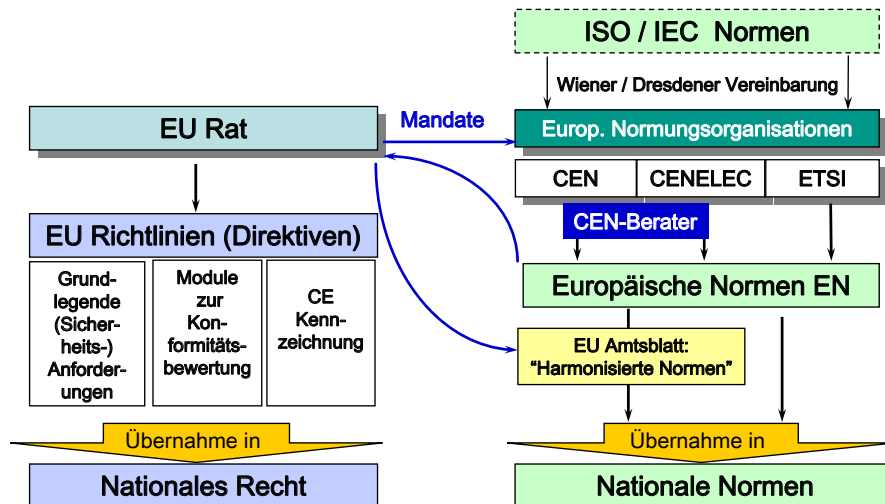 ISO / IEC Normen
Wiener / Dresdener Vereinbarung
EU Rat
Mandate
Europ. Normungsorganisationen
CEN
CENELEC
ETSI
CEN-Berater
EU Richtlinien (Direktiven)
Grund-
legende
(Sicher-
heits-)
Anforder-
ungen
Module
zur
Kon-
formitäts-
bewertung
CE
Kenn-
zeichnung
Europäische Normen EN
EU Amtsblatt:
“Harmonisierte Normen”
Übernahme in
Nationales Recht
Übernahme in
Nationale Normen